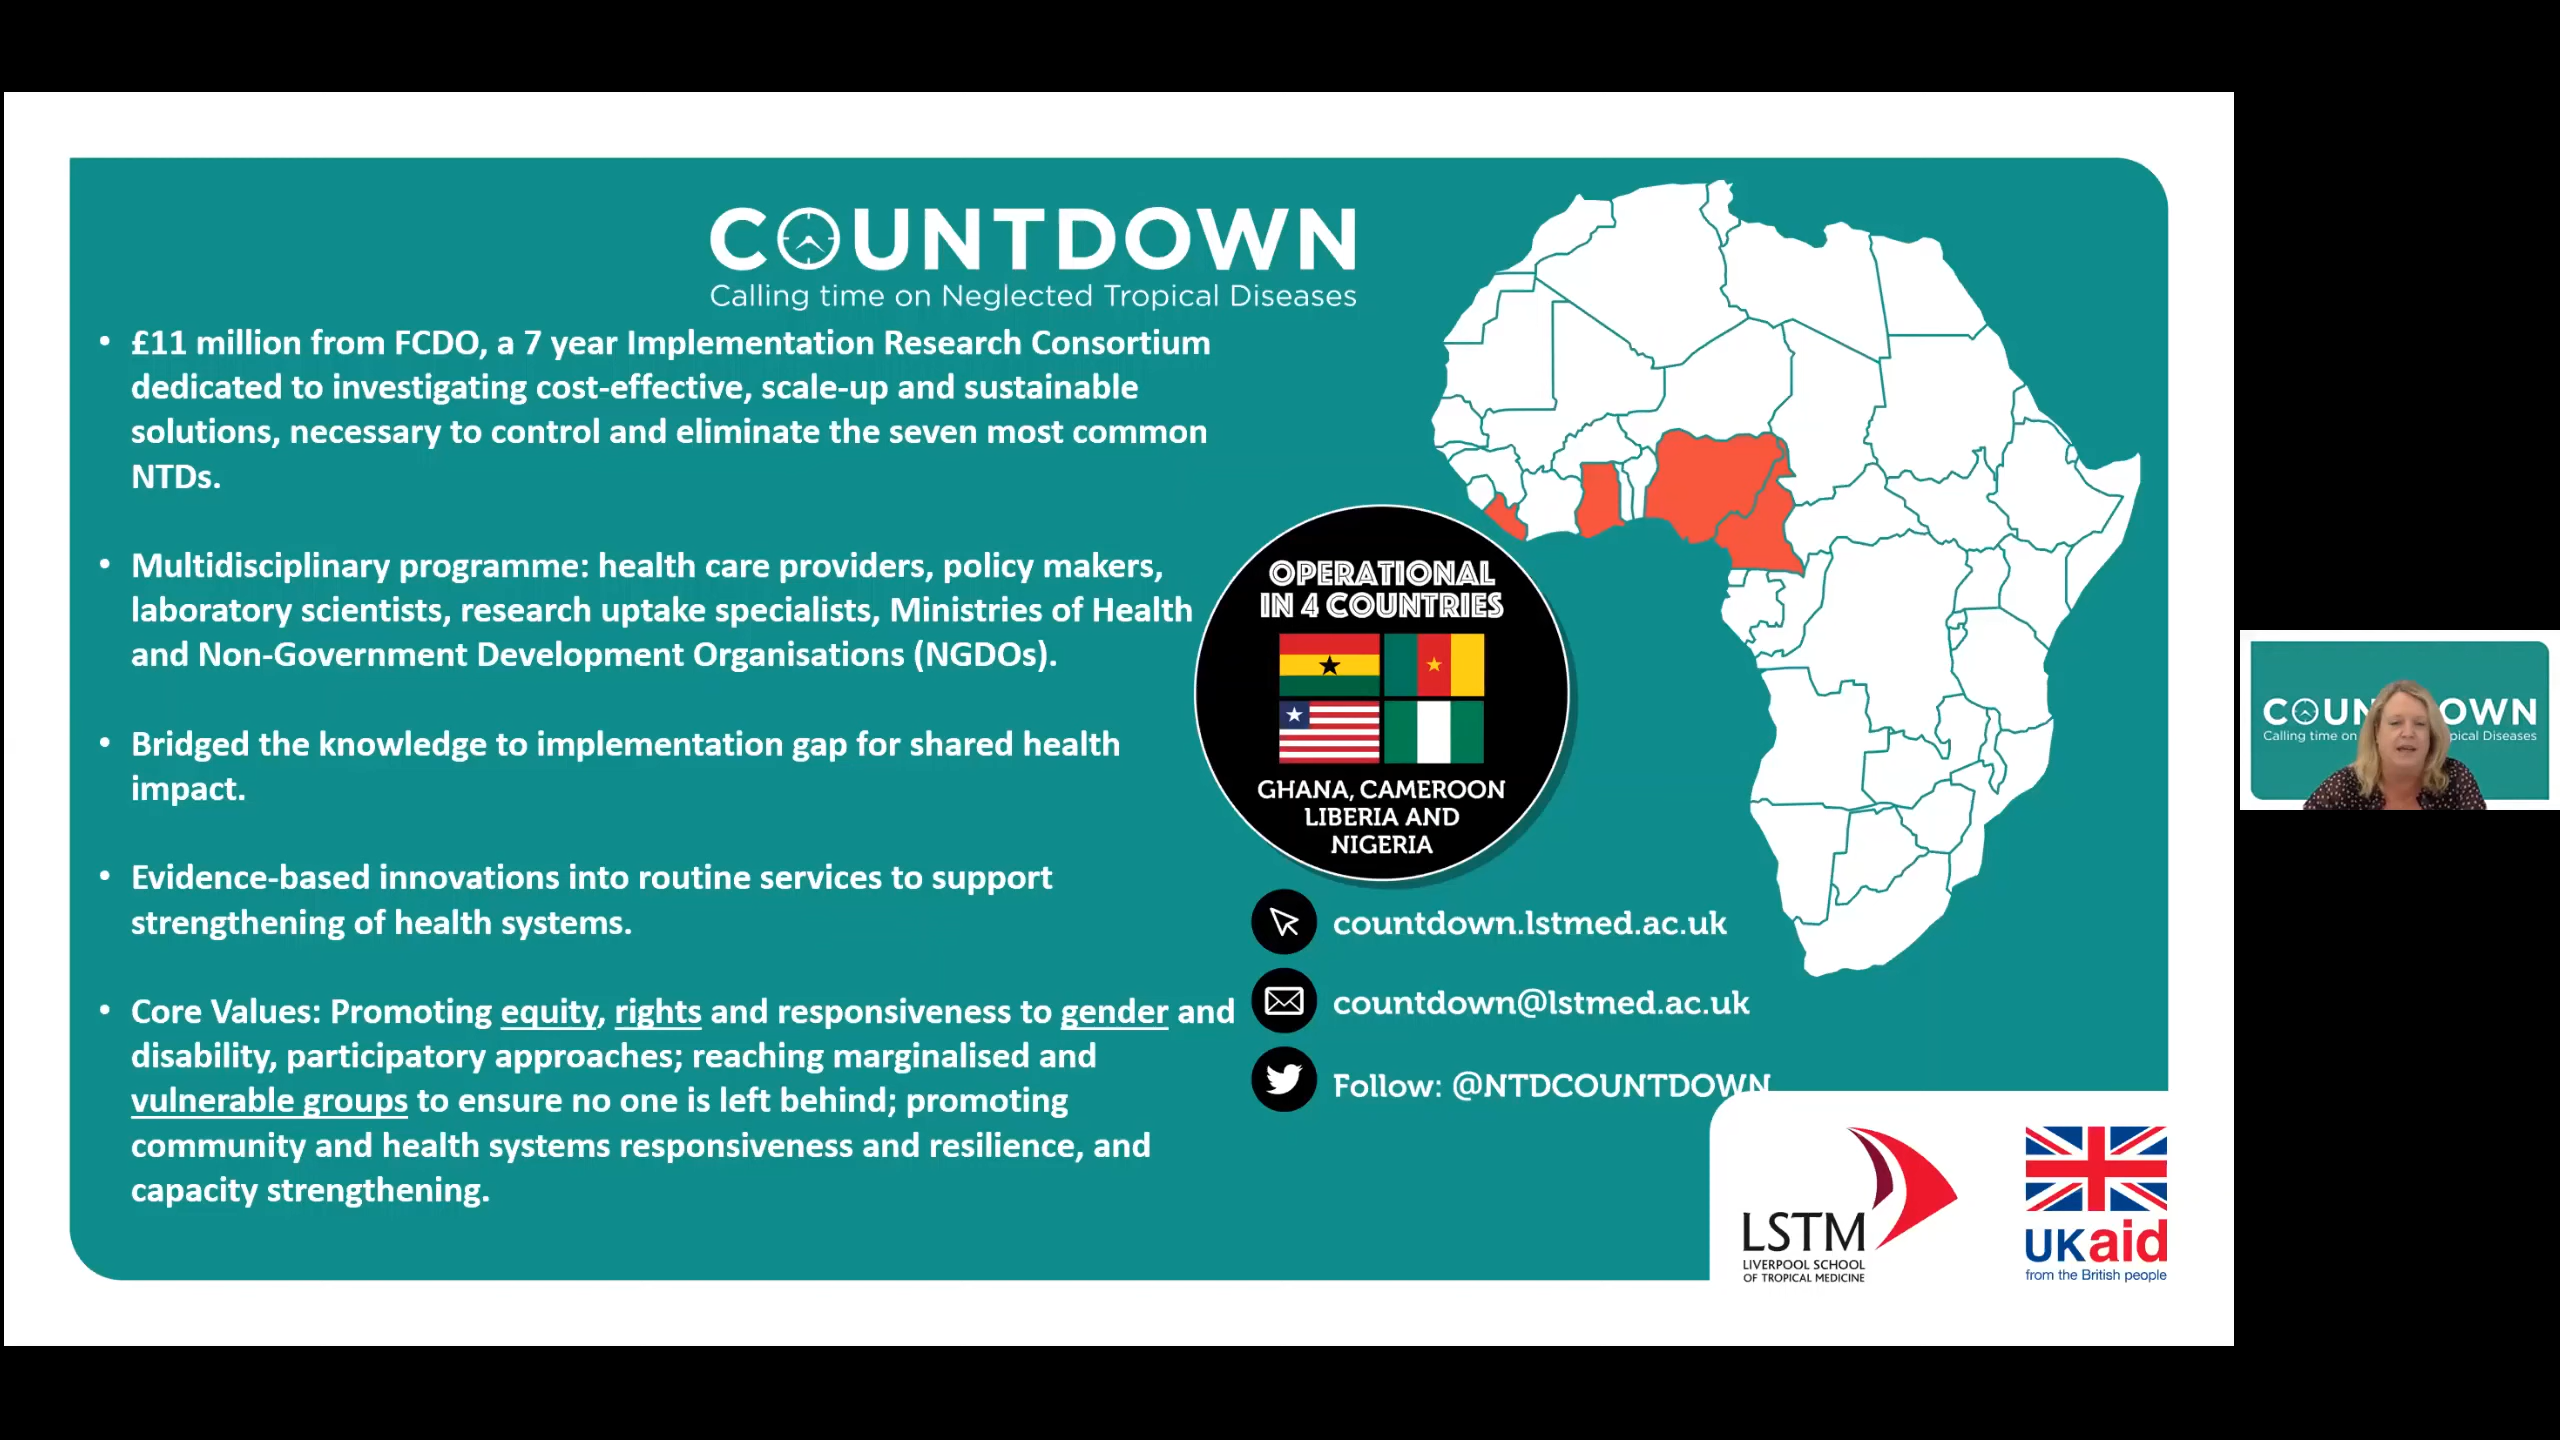 COUNTDOWN
Calling time on Neglected Tropical Diseases
• £11 million from FCDO, a 7 year Implementation Research Consortium
dedicated to investigating cost-effective, scale-up and sustainable
solutions, necessary to control and eliminate the seven most common
NTDs.
• Multidisciplinary programme: health care providers, policy makers,
laboratory scientists, research uptake specialists, Ministries of Health
and Non-Government Development Organisations (NGDOs).
• Bridged the knowledge to implementation gap for shared health
impact.
• Evidence-based innovations into routine services to support
strengthening of health systems.
• Core Values: Promoting equity, rights and responsiveness to gender and
disability, participatory approaches; reaching marginalised and
vulnerable groups to ensure no one is left behind; promoting
community and health systems responsiveness and resilience, and
capacity strengthening.
OPERATIONAL
IN 4 COUNTRIES
GHANA, CAMEROON
LIBERIA AND
NIGERIA
countdown.lstmed.ac.uk
countdown@lstmed.ac.uk
Follow: @NTDCOUNTDOWN
LSTM
LIVERPOOL SCHOOL
OF TROPICAL MEDICINE
UKaid
from the British people
COUN OWN
Calling time on pical Diseases